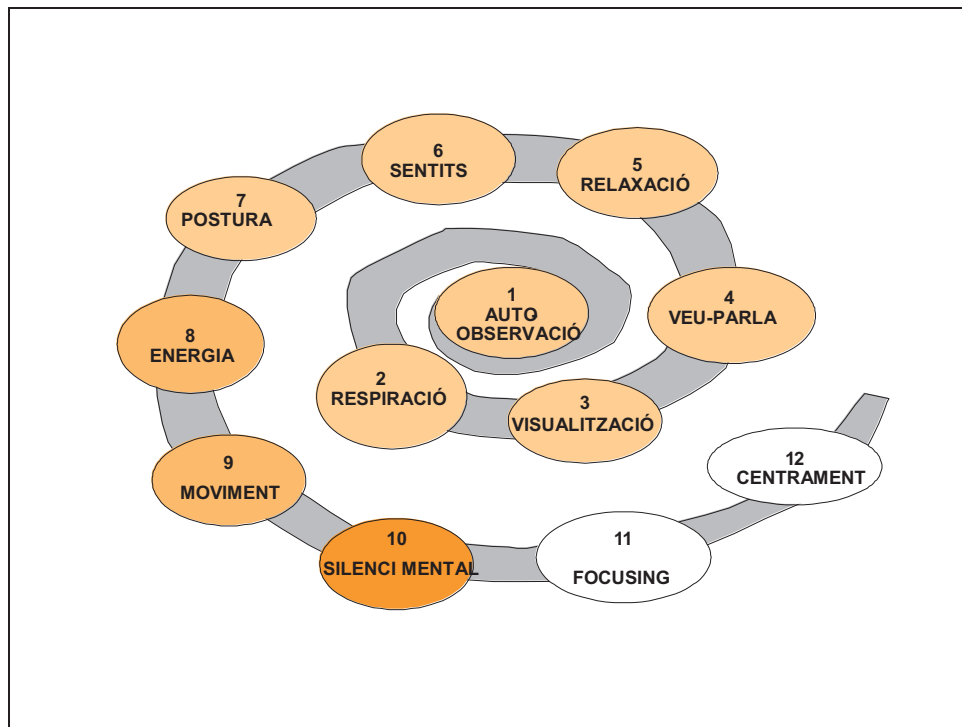 1
AUTO-
OBSERVACIÓ
2
RESPIRACIÓ
3
VISUALITZACIÓ
4
VEU-PARLA
5
RELAXACIÓ
6
SENTITS
7
POSTURA
8
ENERGIA
9
MOVIMENT
10
SILENCI MENTAL
11
FOCUSING
12
CENTRAMENT